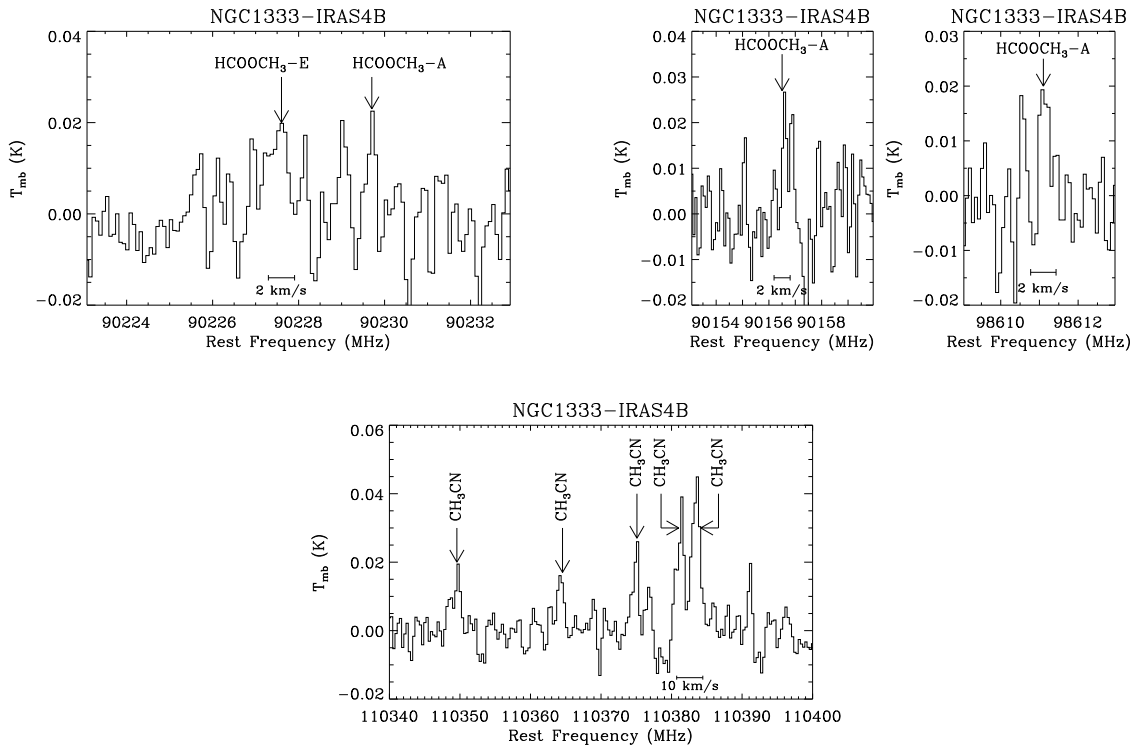 NGC1333−IRAS4B
0.04
0.02
0.00
−0.02
T_mb (K)
HCOOCH₃−E
HCOOCH₃−A
2 km/s
90224 90226 90228 90230 90232
Rest Frequency (MHz)
NGC1333−IRAS4B
0.04
0.03
0.02
0.01
0.00
−0.01
−0.02
T_mb (K)
HCOOCH₃−A
2 km/s
90154 90156 90158
Rest Frequency (MHz)
NGC1333−IRAS4B
0.03
0.02
0.01
0.00
−0.01
−0.02
T_mb (K)
HCOOCH₃−A
2 km/s
98610 98612
Rest Frequency (MHz)
NGC1333−IRAS4B
0.06
0.04
0.02
0.00
−0.02
T_mb (K)
CH₃CN
CH₃CN
CH₃CN
CH₃CN
CH₃CN
10 km/s
110340 110350 110360 110370 110380 110390 110400
Rest Frequency (MHz)